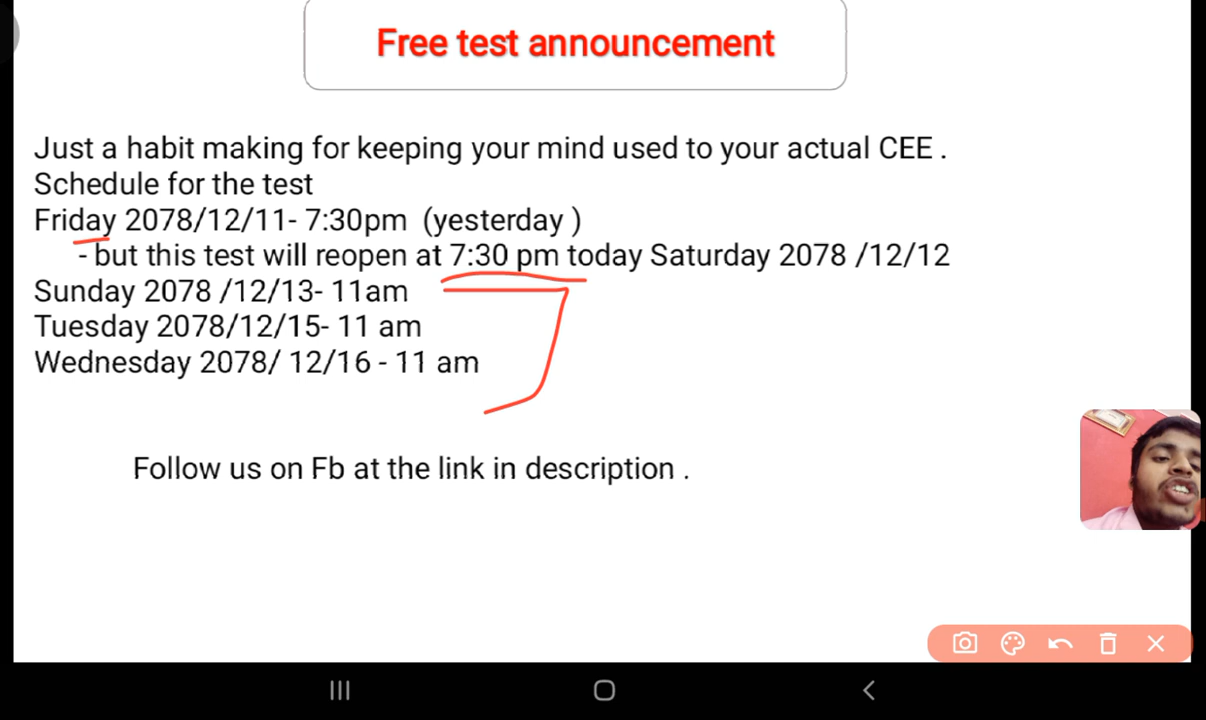 Free test announcement
Just a habit making for keeping your mind used to your actual CEE .
Schedule for the test
Friday 2078/12/11- 7:30pm (yesterday )
- but this test will reopen at 7:30 pm today Saturday 2078 /12/12
Sunday 2078 /12/13- 11am
Tuesday 2078/12/15- 11 am
Wednesday 2078/ 12/16 - 11 am
Follow us on Fb at the link in description .